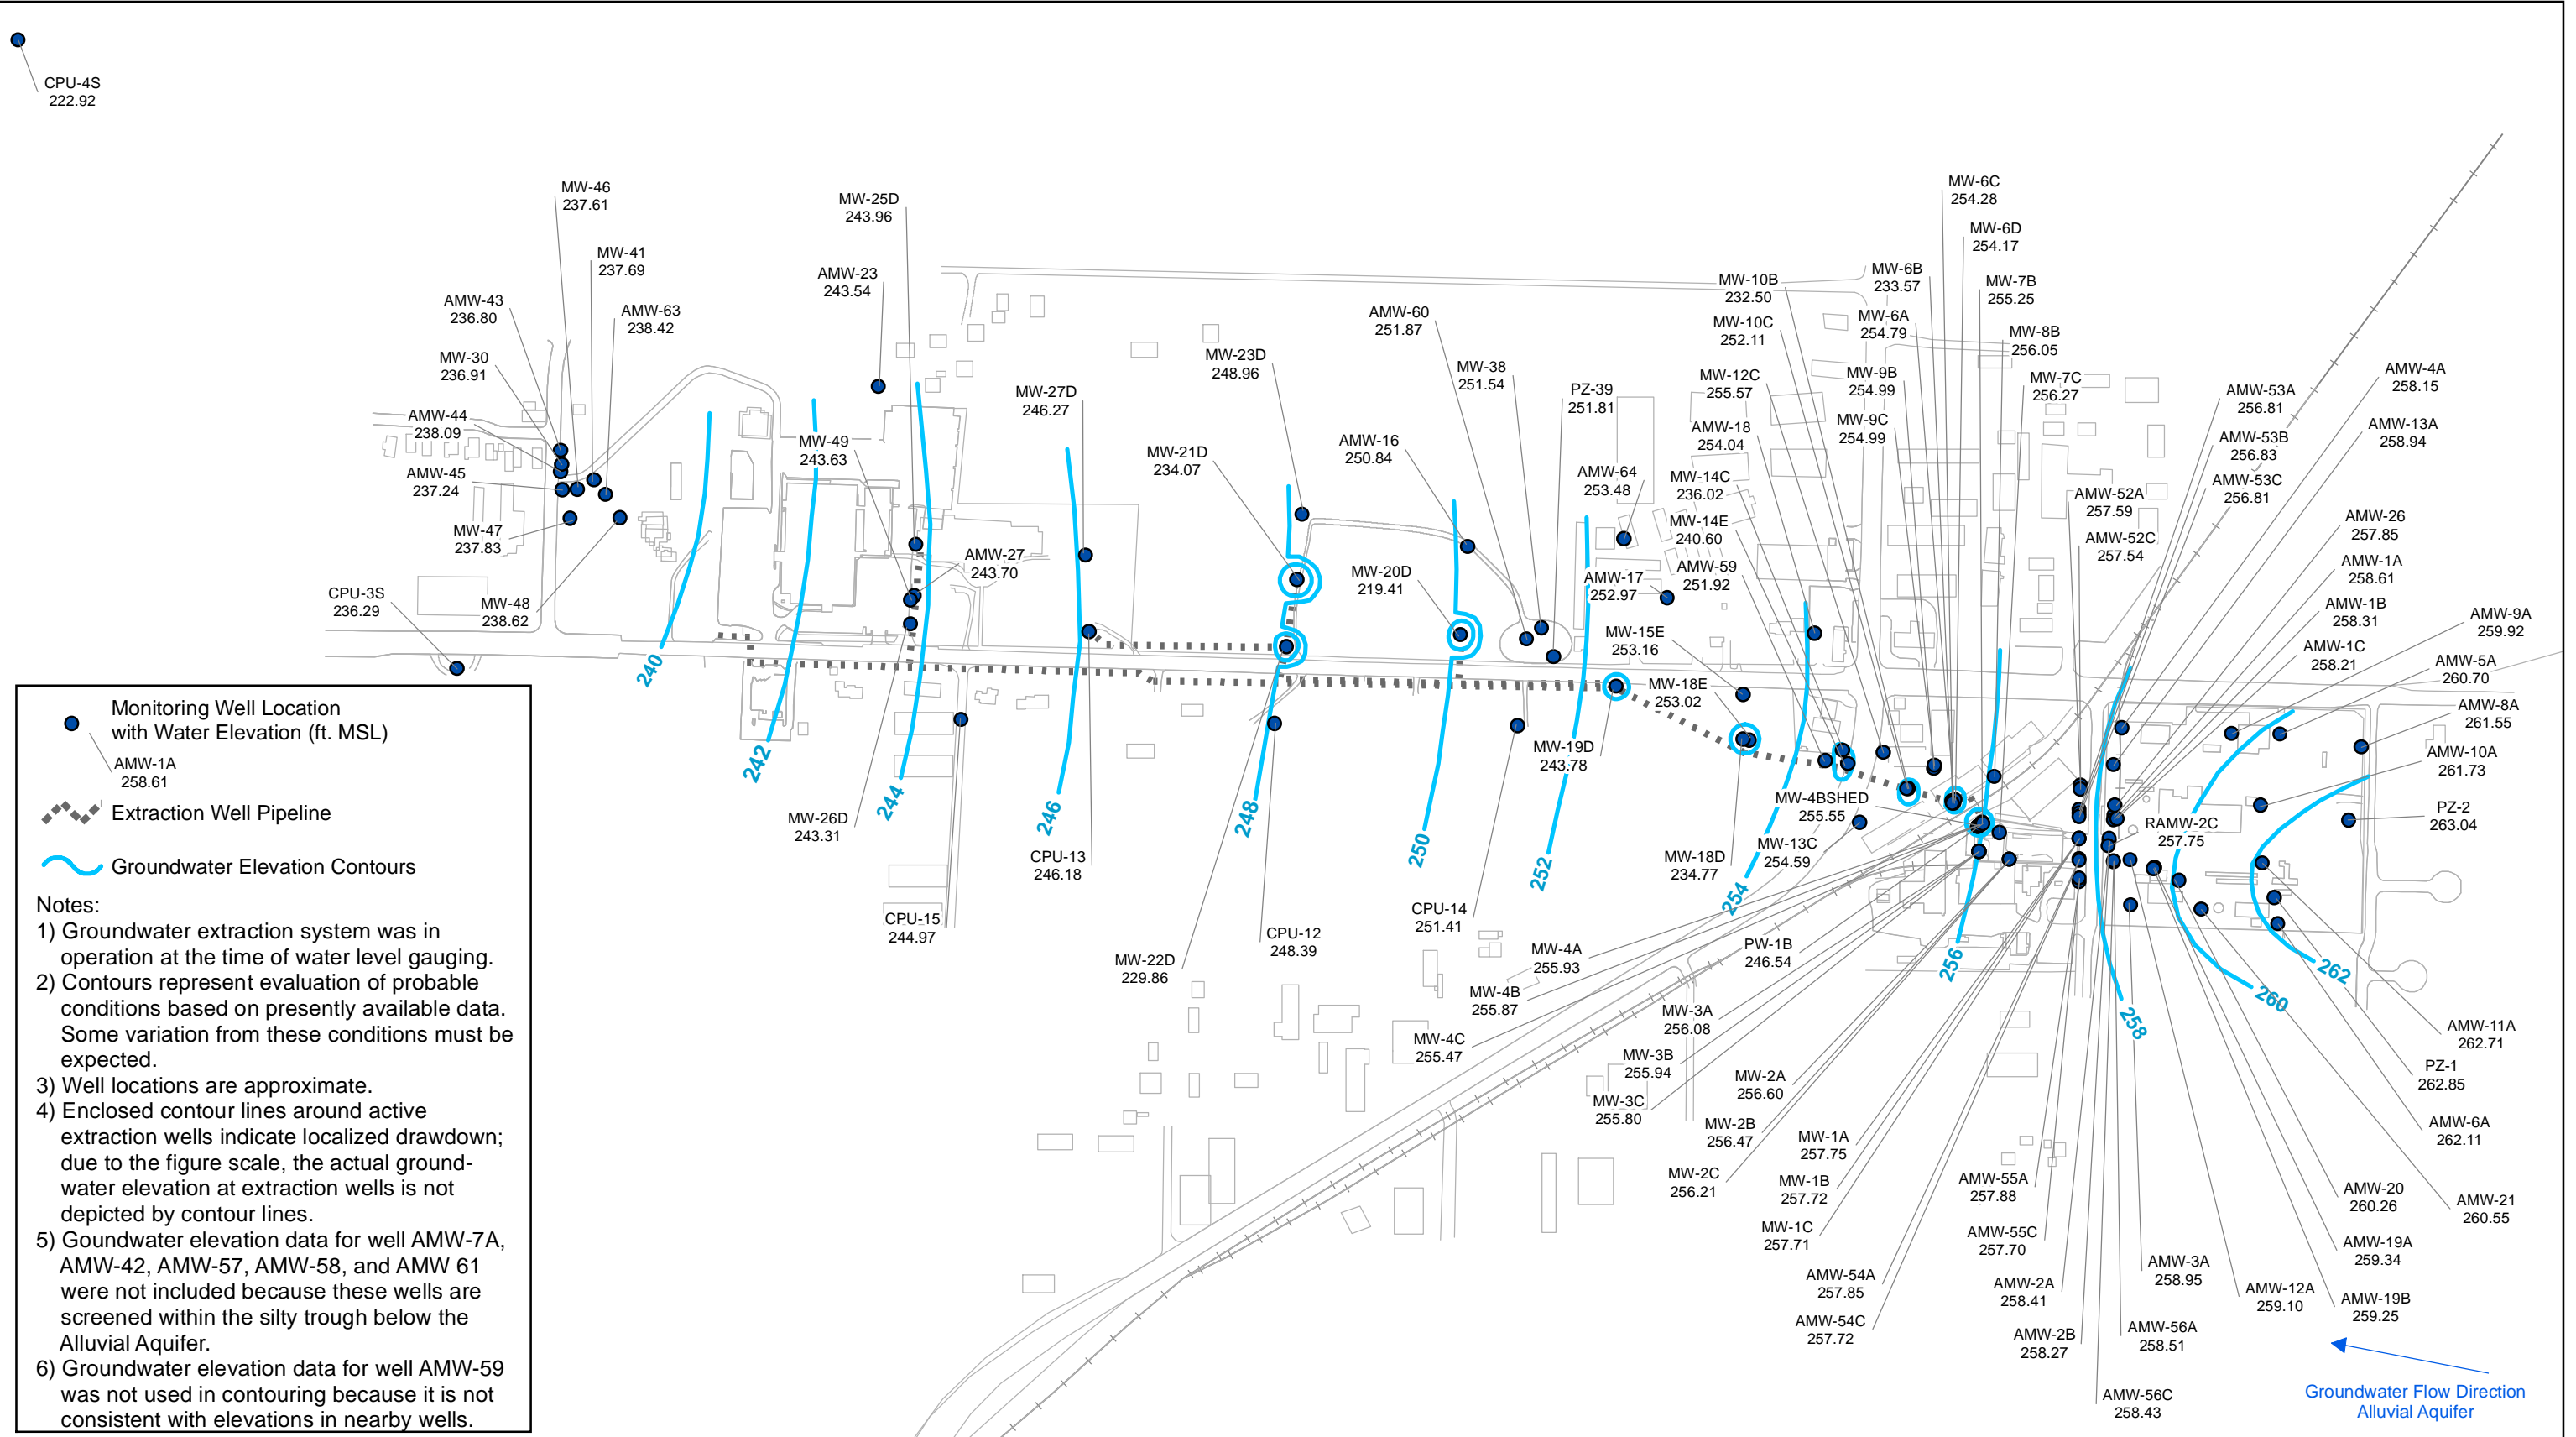 CPU-4S
222.92
MW-46
237.61
MW-41
237.69
AMW-43
236.80
AMW-63
238.42
MW-30
236.91
AMW-44
238.09
AMW-45
237.24
MW-47
237.83
CPU-3S
236.29
MW-48
238.62
MW-25D
243.96
AMW-23
243.54
MW-49
243.63
AMW-27
243.70
MW-26D
243.31
CPU-15
244.97
MW-27D
246.27
CPU-13
246.18
MW-23D
248.96
MW-21D
234.07
MW-22D
229.86
CPU-12
248.39
AMW-60
251.87
MW-38
251.54
AMW-16
250.84
MW-20D
219.41
PZ-39
251.81
AMW-64
253.48
AMW-17
252.97
CPU-14
251.41
MW-19D
243.78
MW-15E
253.16
MW-18E
253.02
MW-18D
234.77
MW-6C
254.28
MW-6D
254.17
MW-10B
232.50
MW-6B
233.57
MW-7B
255.25
MW-10C
252.11
MW-6A
254.79
MW-8B
256.05
MW-12C
255.57
MW-9B
254.99
MW-7C
256.27
AMW-18
254.04
MW-9C
254.99
MW-14C
236.02
MW-14E
240.60
AMW-59
251.92
AMW-53A
256.81
AMW-4A
258.15
AMW-53B
256.83
AMW-13A
258.94
AMW-53C
256.81
AMW-52A
257.59
AMW-52C
257.54
AMW-26
257.85
AMW-1A
258.61
AMW-1B
258.31
AMW-1C
258.21
AMW-9A
259.92
AMW-5A
260.70
AMW-8A
261.55
AMW-10A
261.73
PZ-2
263.04
RAMW-2C
257.75
MW-4BSHED
255.55
MW-13C
254.59
MW-4A
255.93
PW-1B
246.54
MW-4B
255.87
MW-3A
256.08
MW-4C
255.47
MW-3B
255.94
MW-3C
255.80
MW-2A
256.60
MW-2B
256.47
MW-2C
256.21
MW-1A
257.75
MW-1B
257.72
MW-1C
257.71
AMW-54A
257.85
AMW-54C
257.72
AMW-55A
257.88
AMW-55C
257.70
AMW-2A
258.41
AMW-2B
258.27
AMW-56A
258.51
AMW-56C
258.43
AMW-3A
258.95
AMW-12A
259.10
AMW-19B
259.25
AMW-19A
259.34
AMW-20
260.26
AMW-21
260.55
AMW-6A
262.11
PZ-1
262.85
AMW-11A
262.71
240
242
244
246
248
250
252
254
256
258
260
262
Groundwater Flow Direction
Alluvial Aquifer
Monitoring Well Location
with Water Elevation (ft. MSL)
AMW-1A
258.61
Extraction Well Pipeline
Groundwater Elevation Contours
Notes:
1) Groundwater extraction system was in
operation at the time of water level gauging.
2) Contours represent evaluation of probable
conditions based on presently available data.
Some variation from these conditions must be
expected.
3) Well locations are approximate.
4) Enclosed contour lines around active
extraction wells indicate localized drawdown;
due to the figure scale, the actual ground-
water elevation at extraction wells is not
depicted by contour lines.
5) Goundwater elevation data for well AMW-7A,
AMW-42, AMW-57, AMW-58, and AMW 61
were not included because these wells are
screened within the silty trough below the
Alluvial Aquifer.
6) Groundwater elevation data for well AMW-59
was not used in contouring because it is not
consistent with elevations in nearby wells.